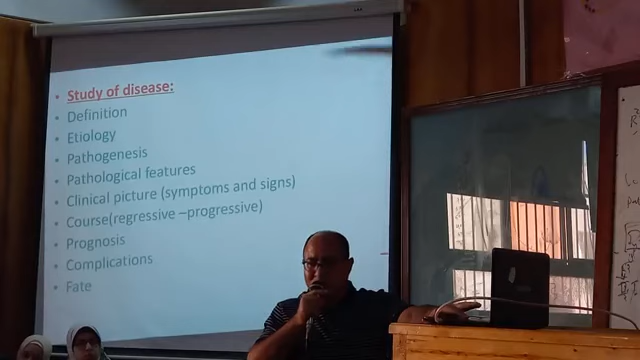 Study of disease:
Definition
Etiology
Pathogenesis
Pathological features
Clinical picture (symptoms and signs)
Course(regressive –progressive)
Prognosis
Complications
Fate